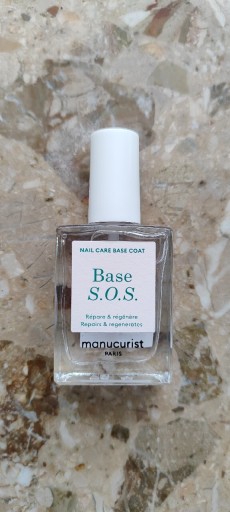 NAIL CARE BASE COAT
Base
S.O.S.
Répare & régénère
Repairs & regenerates
manucurist
PARIS